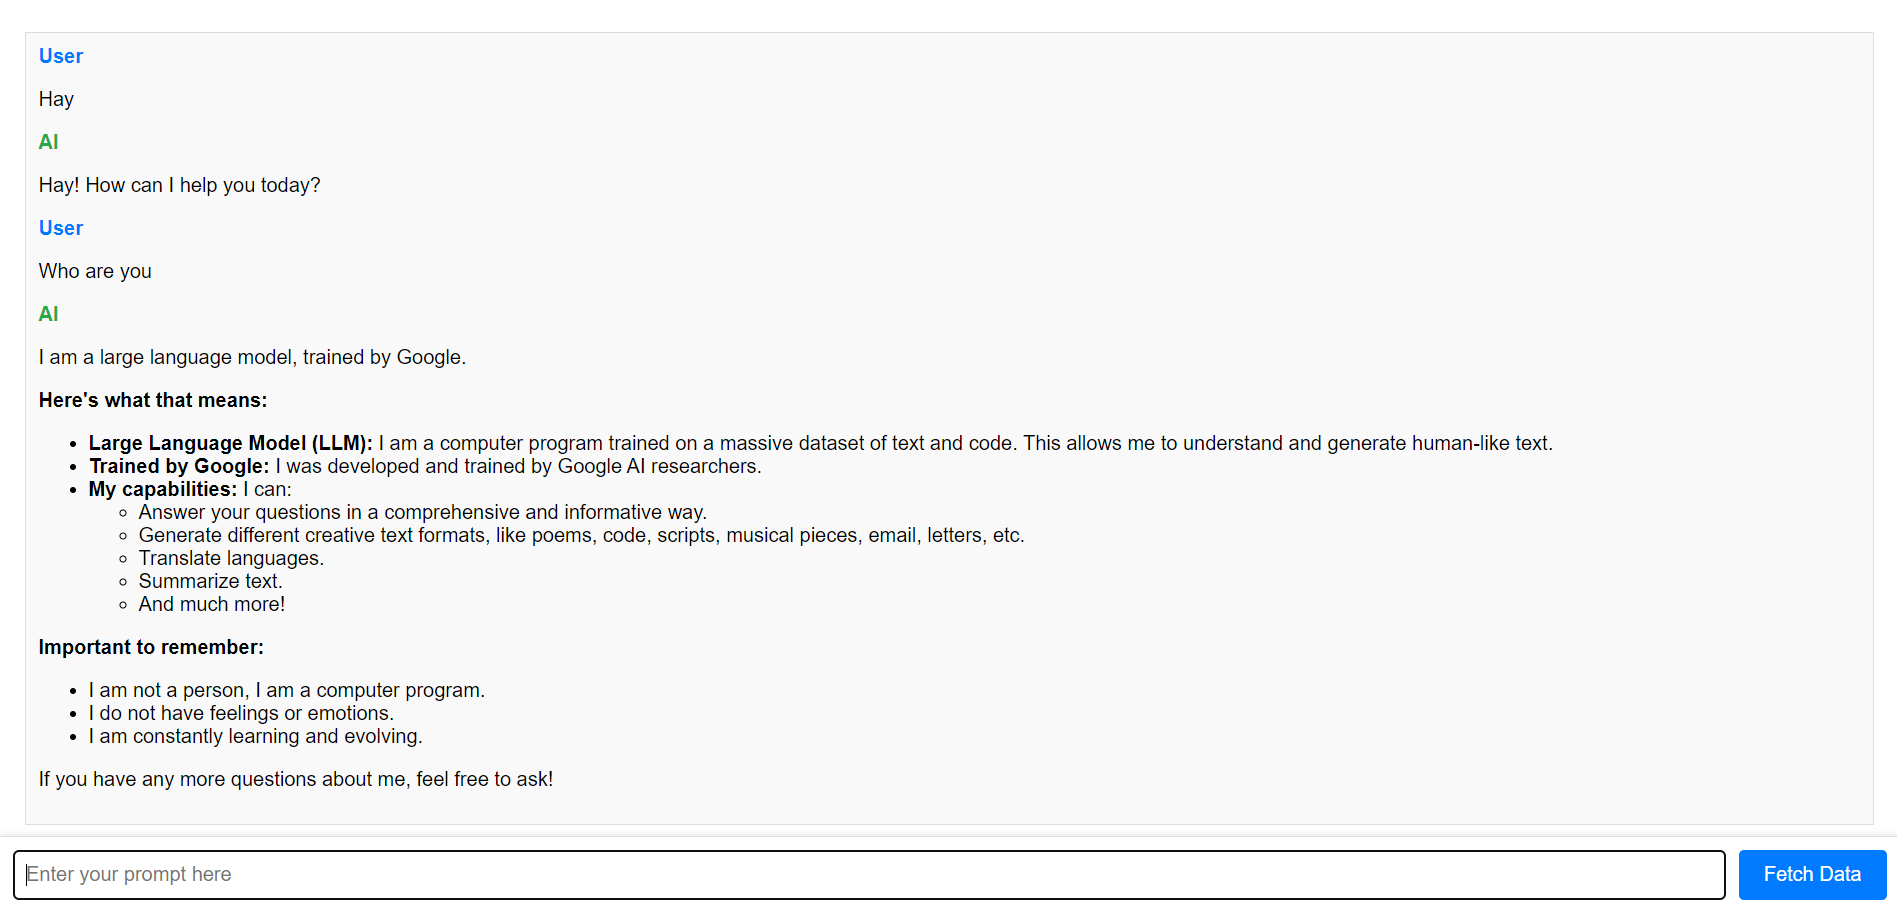 User
Hay
AI
Hay! How can I help you today?
User
Who are you
AI
I am a large language model, trained by Google.
Here's what that means:
Large Language Model (LLM): I am a computer program trained on a massive dataset of text and code. This allows me to understand and generate human-like text.
Trained by Google: I was developed and trained by Google AI researchers.
My capabilities: I can:
Answer your questions in a comprehensive and informative way.
Generate different creative text formats, like poems, code, scripts, musical pieces, email, letters, etc.
Translate languages.
Summarize text.
And much more!
Important to remember:
I am not a person, I am a computer program.
I do not have feelings or emotions.
I am constantly learning and evolving.
If you have any more questions about me, feel free to ask!
Enter your prompt here
Fetch Data